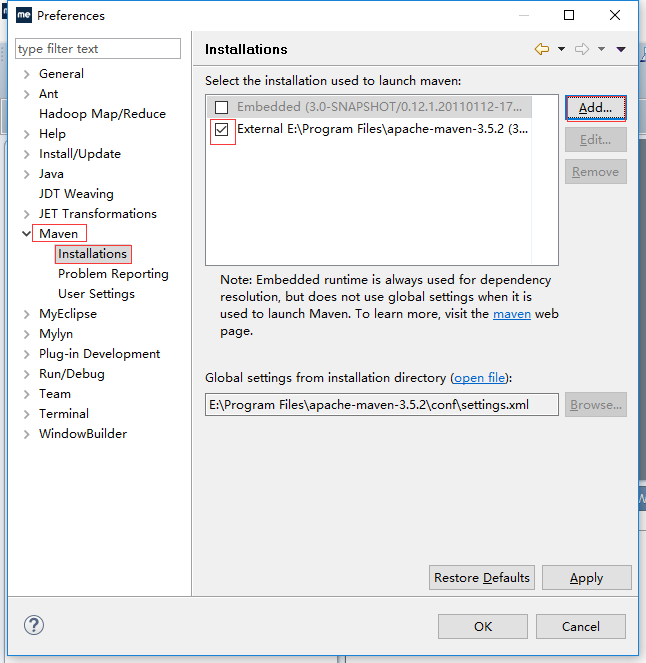 me Preferences
type filter text
General
Ant
Hadoop Map/Reduce
Help
Install/Update
Java
JDT Weaving
JET Transformations
Maven
Installations
Problem Reporting
User Settings
MyEclipse
Mylyn
Plug-in Development
Run/Debug
Team
Terminal
WindowBuilder
Installations
Select the installation used to launch maven:
Embedded (3.0-SNAPSHOT/0.12.1.20110112-17...
External E:\Program Files\apache-maven-3.5.2 (3...
Add...
Edit...
Remove
Note: Embedded runtime is always used for dependency
resolution, but does not use global settings when it is
used to launch Maven. To learn more, visit the maven web
page.
Global settings from installation directory (open file):
E:\Program Files\apache-maven-3.5.2\conf\settings.xml
Browse...
Restore Defaults
Apply
?
OK
Cancel